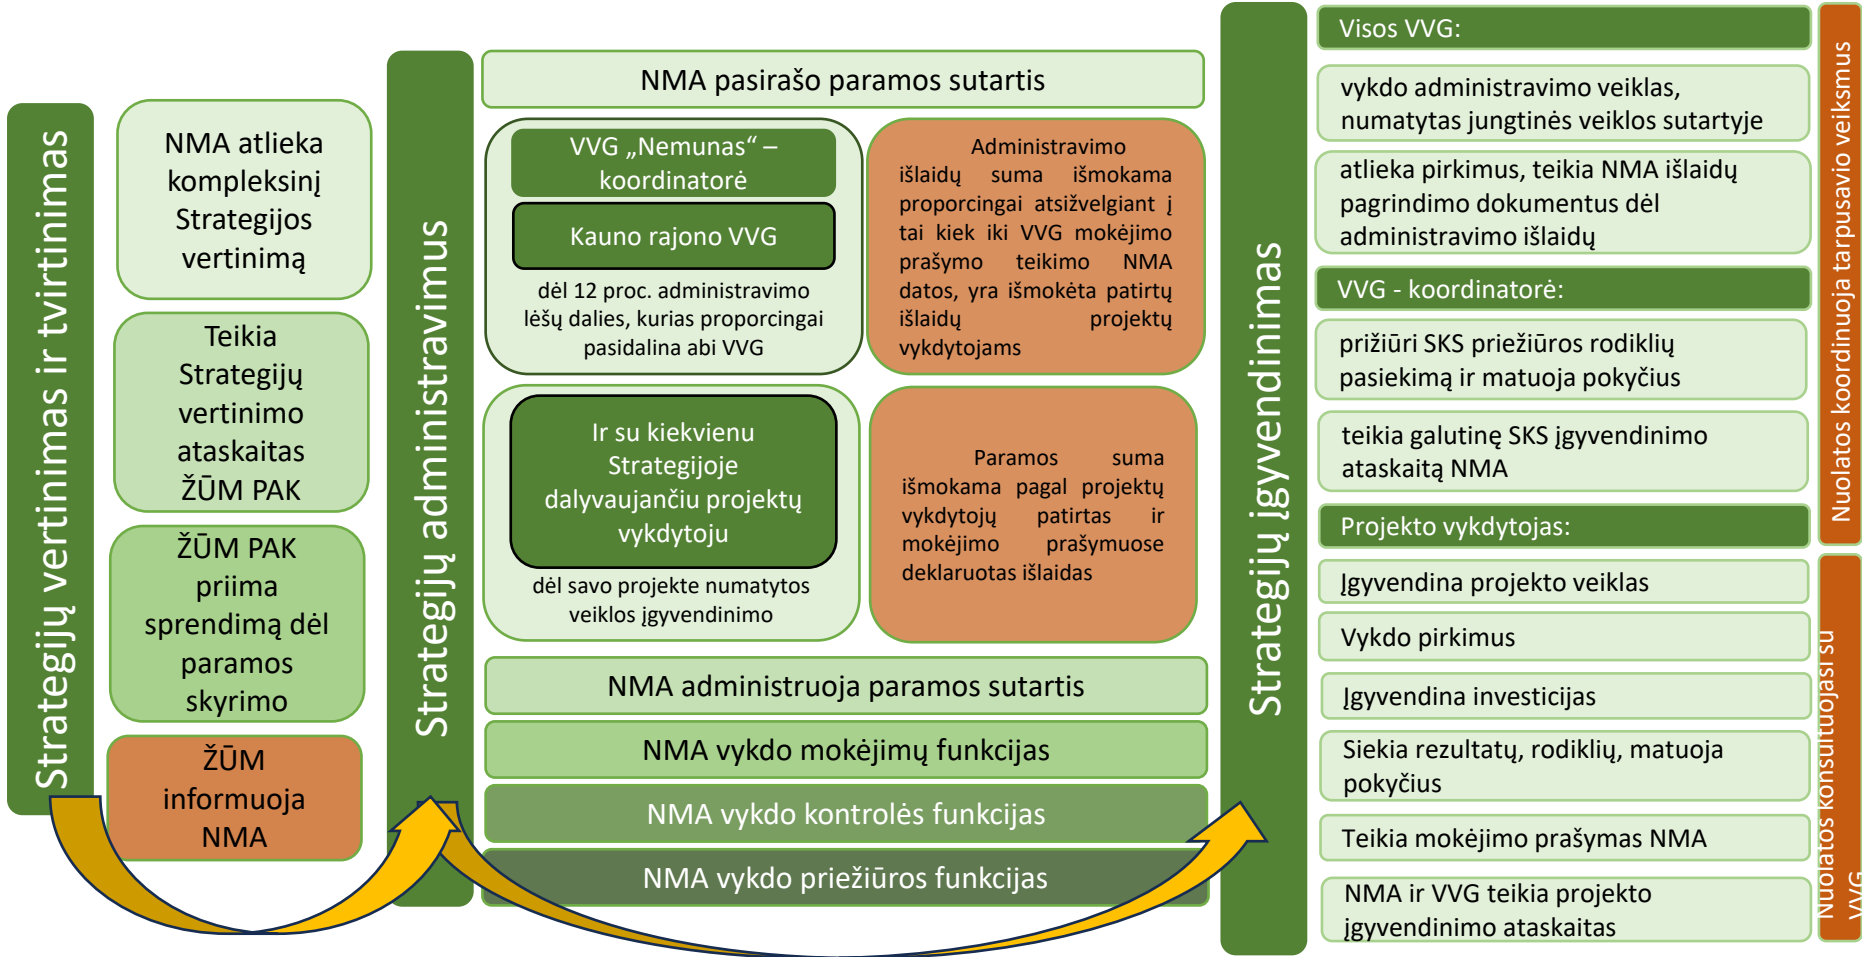 Strategijų vertinimas ir tvirtinimas
NMA atlieka
kompleksinį
Strategijos
vertinimą
Teikia
Strategijų
vertinimo
ataskaitas
ŽŪM PAK
ŽŪM PAK
priima
sprendimą dėl
paramos
skyrimo
ŽŪM
informuoja
NMA
Strategijų administravimus
NMA pasirašo paramos sutartis
VVG „Nemunas“ –
koordinatorė
Kauno rajono VVG
dėl 12 proc. administravimo
lėšų dalies, kurias proporcingai
pasidalina abi VVG
Administravimo
išlaidų suma išmokama
proporcingai atsižvelgiant į
tai kiek iki VVG mokėjimo
prašymo teikimo NMA
datos, yra išmokėta patirtų
išlaidų projektų
vykdytojams
Ir su kiekvienu
Strategijoje
dalyvaujančiu projektų
vykdytoju
dėl savo projekte numatytos
veiklos įgyvendinimo
Paramos suma
išmokama pagal projektų
vykdytojų patirtas ir
mokėjimo prašymuose
deklaruotas išlaidas
NMA administruoja paramos sutartis
NMA vykdo mokėjimų funkcijas
NMA vykdo kontrolės funkcijas
NMA vykdo priežiūros funkcijas
Strategijų įgyvendinimas
Visos VVG:
vykdo administravimo veiklas,
numatytas jungtinės veiklos sutartyje
atlieka pirkimus, teikia NMA išlaidų
pagrindimo dokumentus dėl
administravimo išlaidų
VVG - koordinatorė:
prižiūri SKS priežiūros rodiklių
pasiekimą ir matuoja pokyčius
teikia galutinę SKS įgyvendinimo
ataskaitą NMA
Projekto vykdytojas:
Įgyvendina projekto veiklas
Vykdo pirkimus
Įgyvendina investicijas
Siekia rezultatų, rodiklių, matuoja
pokyčius
Teikia mokėjimo prašymas NMA
NMA ir VVG teikia projekto
įgyvendinimo ataskaitas
Nuolatos koordinuoja tarpusavio veiksmus
Nuolatos konsultuojasi su
VVG